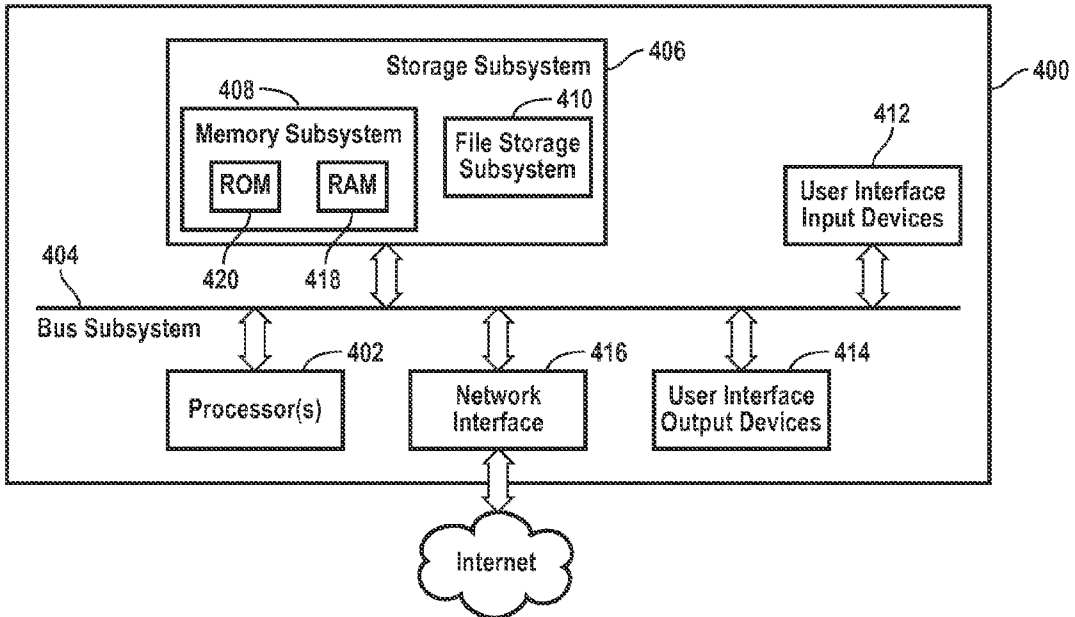 Storage Subsystem
406
400
408
Memory Subsystem
ROM
RAM
420
418
410
File Storage
Subsystem
412
User Interface
Input Devices
404
Bus Subsystem
402
Processor(s)
416
Network
Interface
414
User Interface
Output Devices
Internet